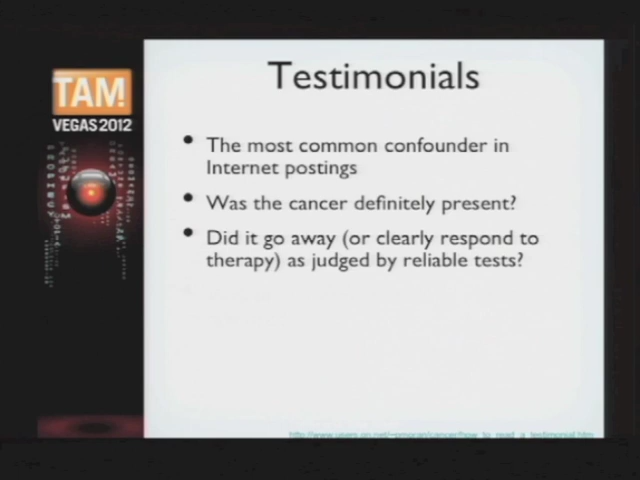 TAM!
VEGAS 2012
Testimonials
• The most common confounder in
Internet postings
• Was the cancer definitely present?
• Did it go away (or clearly respond to
therapy) as judged by reliable tests?